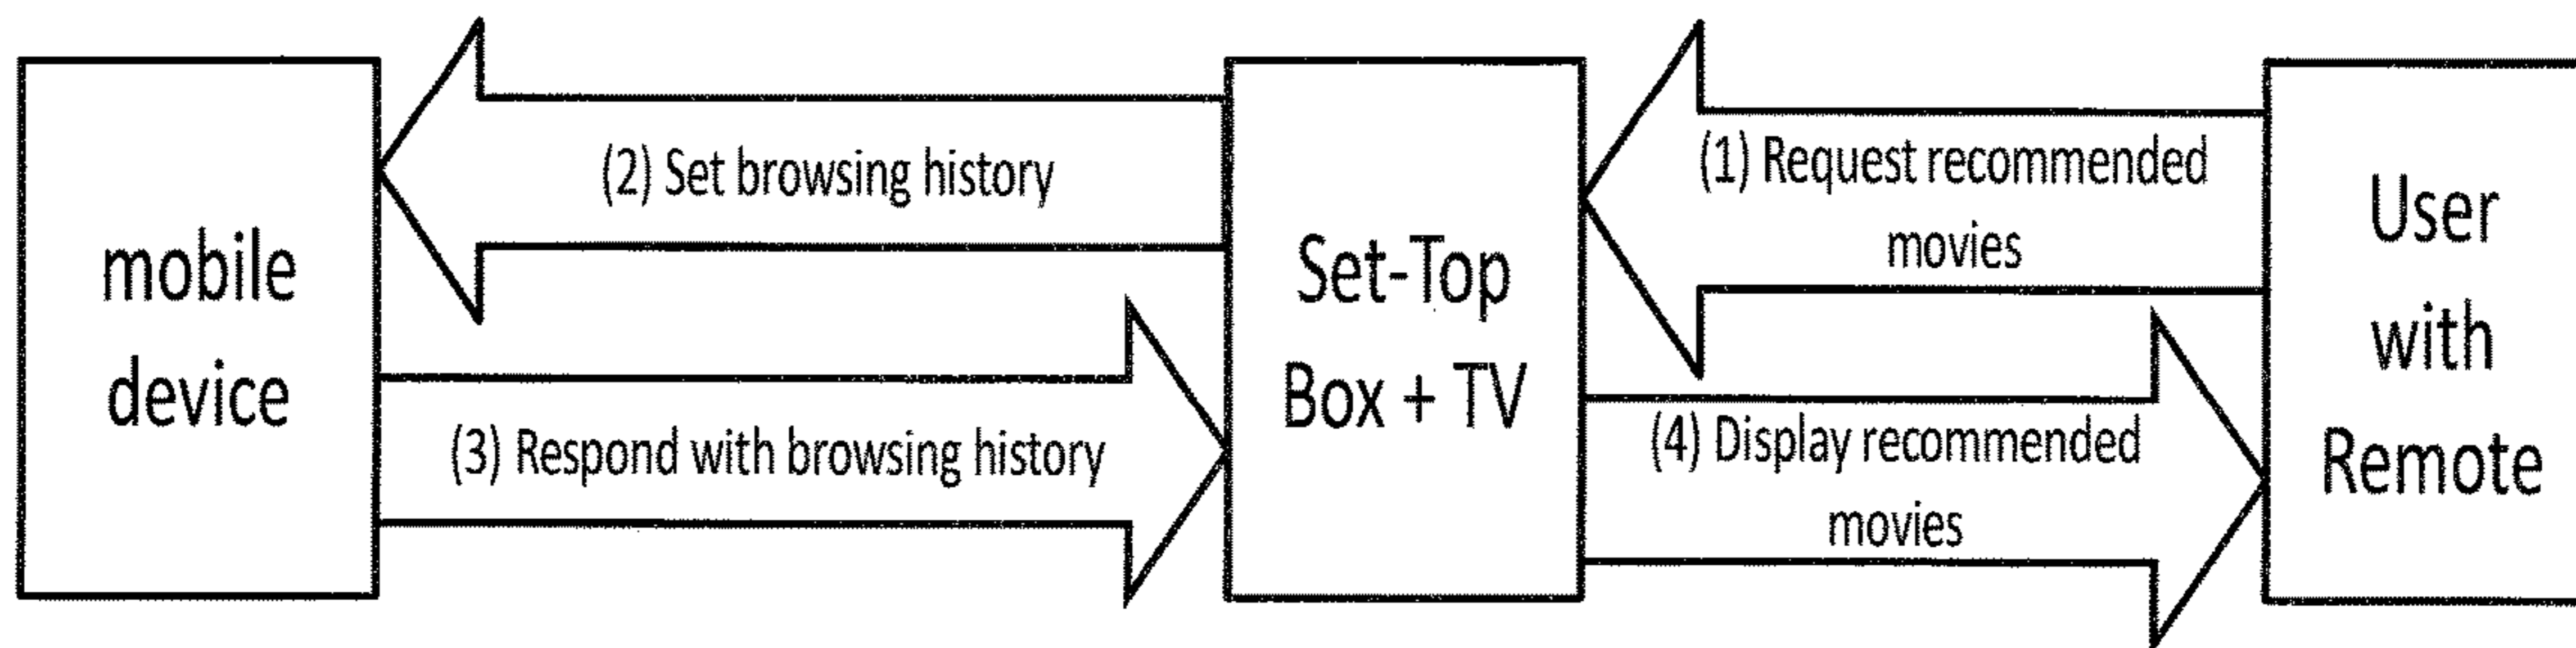 mobile
device
(2) Set browsing history
(3) Respond with browsing history
Set-Top
Box + TV
(1) Request recommended
movies
(4) Display recommended
movies
User
with
Remote